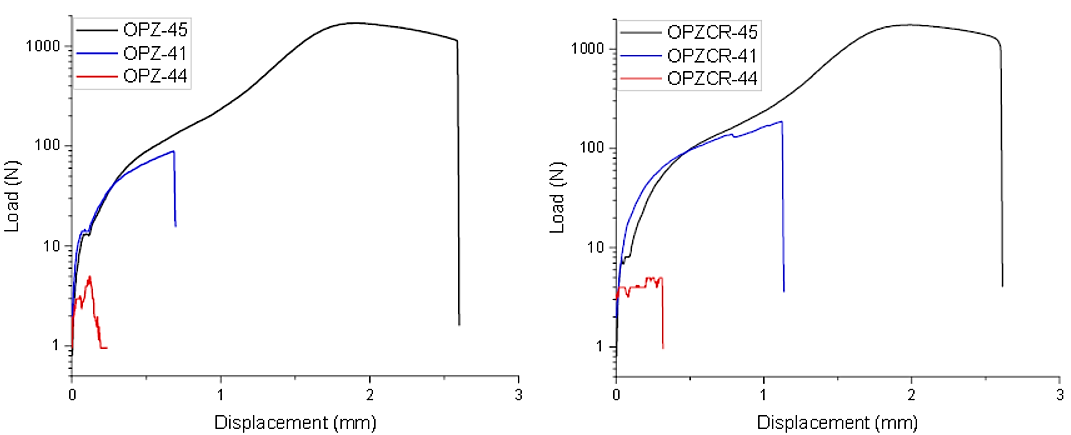 OPZ-45
OPZ-41
OPZ-44
1000
100
10
1
0
1
2
3
Load (N)
Displacement (mm)
OPZCR-45
OPZCR-41
OPZCR-44
1000
100
10
1
0
1
2
3
Load (N)
Displacement (mm)